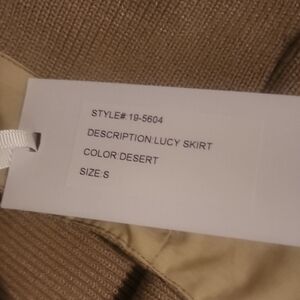 STYLE# 19-5604
DESCRIPTION:LUCY SKIRT
COLOR:DESERT
SIZE:S